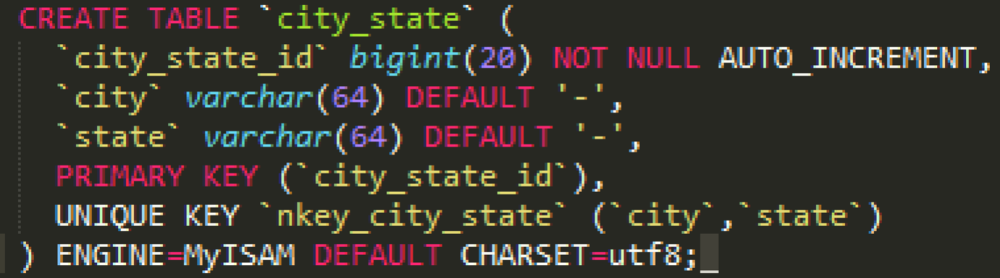 CREATE TABLE `city_state` (
  `city_state_id` bigint(20) NOT NULL AUTO_INCREMENT,
  `city` varchar(64) DEFAULT '-',
  `state` varchar(64) DEFAULT '-',
  PRIMARY KEY (`city_state_id`),
  UNIQUE KEY `nkey_city_state` (`city`,`state`)
) ENGINE=MyISAM DEFAULT CHARSET=utf8;